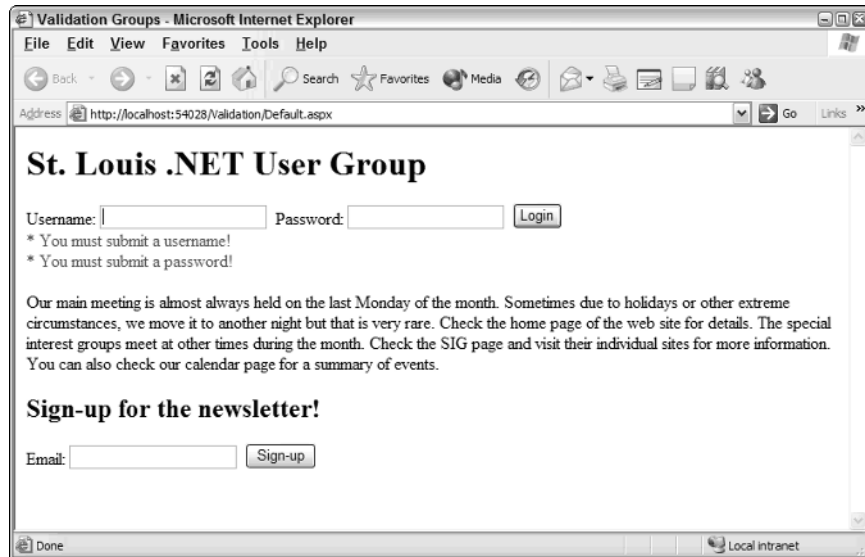 Validation Groups - Microsoft Internet Explorer
File Edit View Favorites Tools Help
Back Search Favorites Media
Address http://localhost:54028/Validation/Default.aspx Go Links »
St. Louis .NET User Group
Username: Password: Login
* You must submit a username!
* You must submit a password!
Our main meeting is almost always held on the last Monday of the month. Sometimes due to holidays or other extreme
circumstances, we move it to another night but that is very rare. Check the home page of the web site for details. The special
interest groups meet at other times during the month. Check the SIG page and visit their individual sites for more information.
You can also check our calendar page for a summary of events.
Sign-up for the newsletter!
Email: Sign-up
Done Local intranet